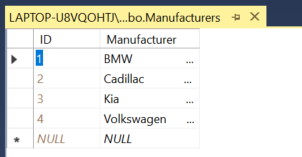 LAPTOP-U8VQOHTJ\...bo.Manufacturers
ID Manufacturer
1 BMW ...
2 Cadillac ...
3 Kia ...
4 Volkswagen ...
NULL NULL